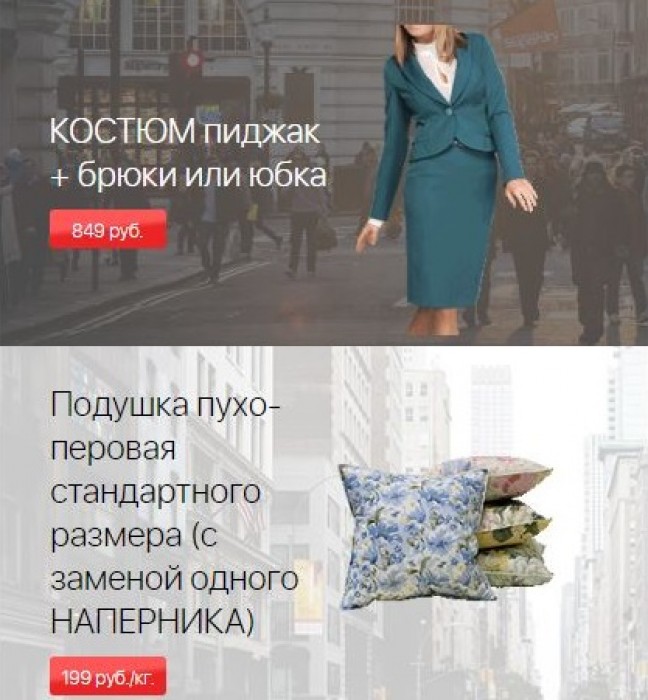 КОСТЮМ пиджак
+ брюки или юбка
849 руб.
Подушка пухо-
перовая
стандартного
размера (с
заменой одного
НАПЕРНИКА)
199 руб./кг.